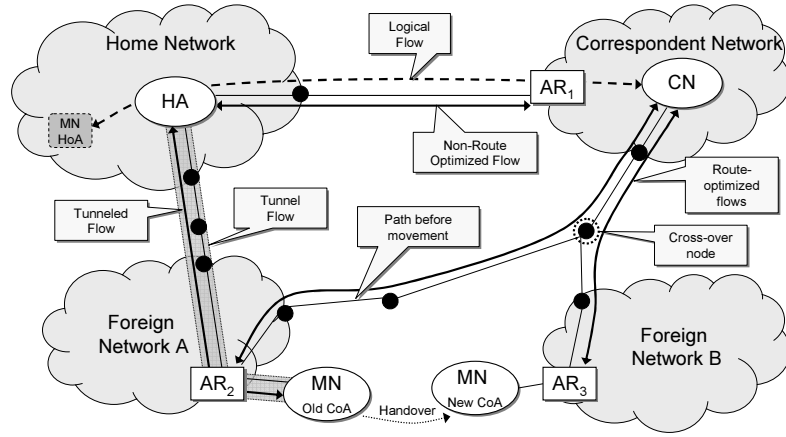 Home Network
Logical
Flow
Correspondent Network
HA
AR1
CN
MN
HoA
Non-Route
Optimized Flow
Route-
optimized
flows
Tunneled
Flow
Tunnel
Flow
Path before
movement
Cross-over
node
Foreign
Network A
Foreign
Network B
AR2
MN
Old CoA
Handover
MN
New CoA
AR3